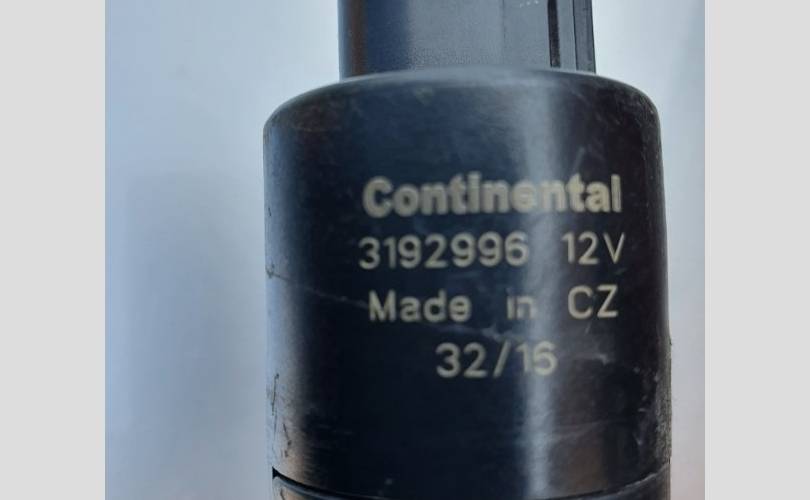 Continental
3192996 12V
Made in CZ
32/16